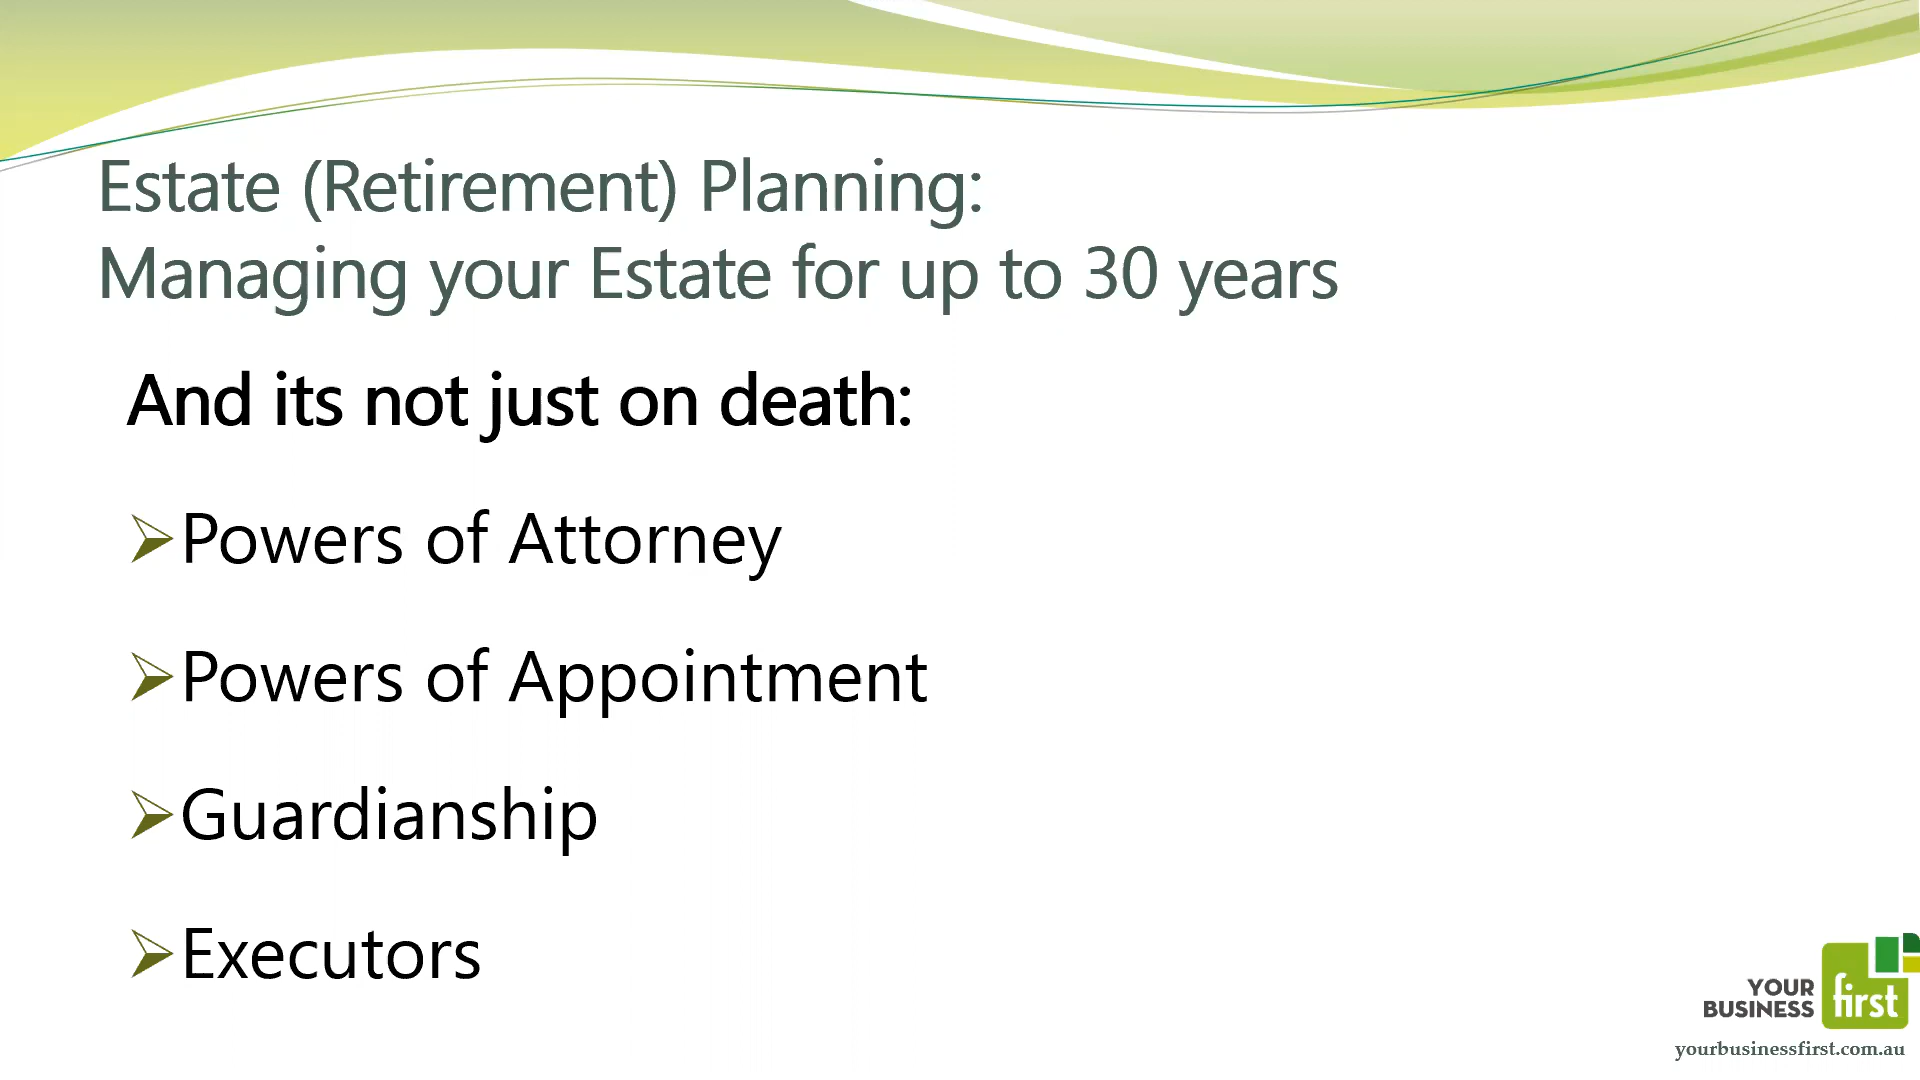 Estate (Retirement) Planning:
Managing your Estate for up to 30 years
And its not just on death:
Powers of Attorney
Powers of Appointment
Guardianship
Executors
YOUR
BUSINESS
first
yourbusinessfirst.com.au